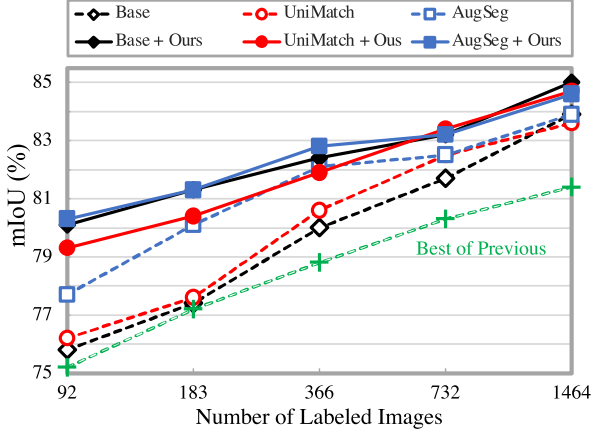 Base UniMatch AugSeg
Base + Ours UniMatch + Ous AugSeg + Ours
85
83
81
79
77
75
mIoU (%)
Best of Previous
92 183 366 732 1464
Number of Labeled Images